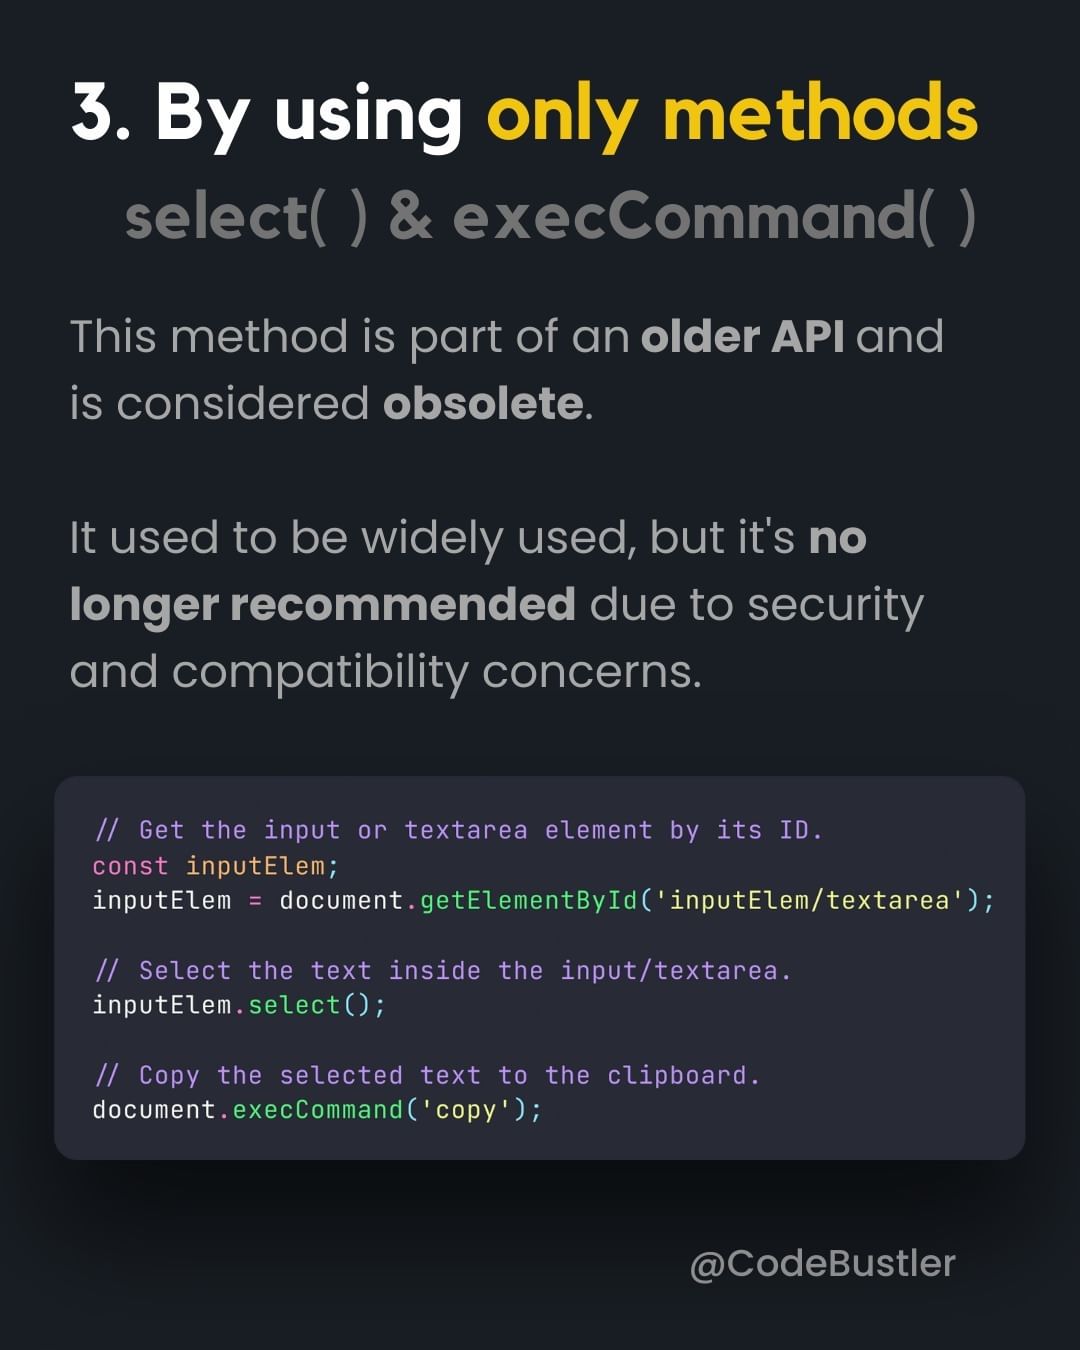 3. By using only methods
select( ) & execCommand( )
This method is part of an older API and
is considered obsolete.
It used to be widely used, but it's no
longer recommended due to security
and compatibility concerns.
// Get the input or textarea element by its ID.
const inputElem;
inputElem = document.getElementById('inputElem/textarea');
// Select the text inside the input/textarea.
inputElem.select();
// Copy the selected text to the clipboard.
document.execCommand('copy');
@CodeBustler